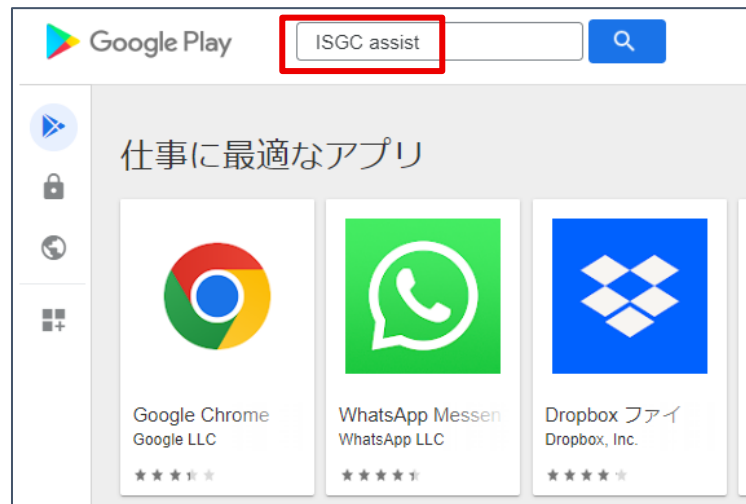 Google Play
ISGC assist
仕事に最適なアプリ
Google Chrome
Google LLC
WhatsApp Messen
WhatsApp LLC
Dropbox ファイ
Dropbox, Inc.